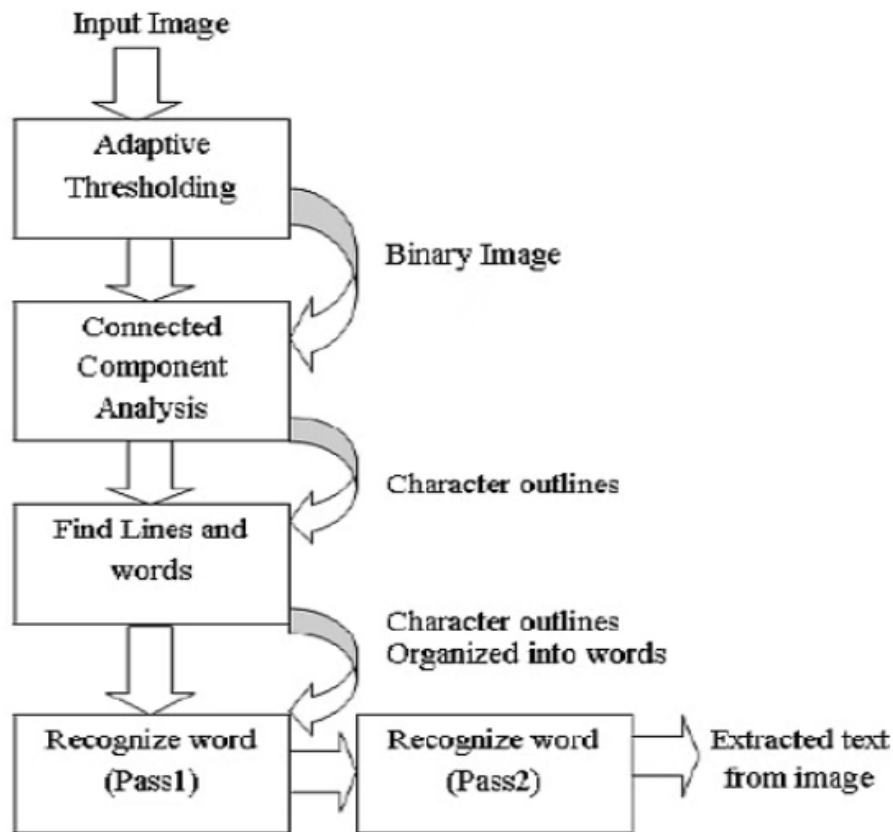 Input Image
Adaptive
Thresholding
Binary Image
Connected
Component
Analysis
Character outlines
Find Lines and
words
Character outlines
Organized into words
Recognize word
(Pass1)
Recognize word
(Pass2)
Extracted text
from image